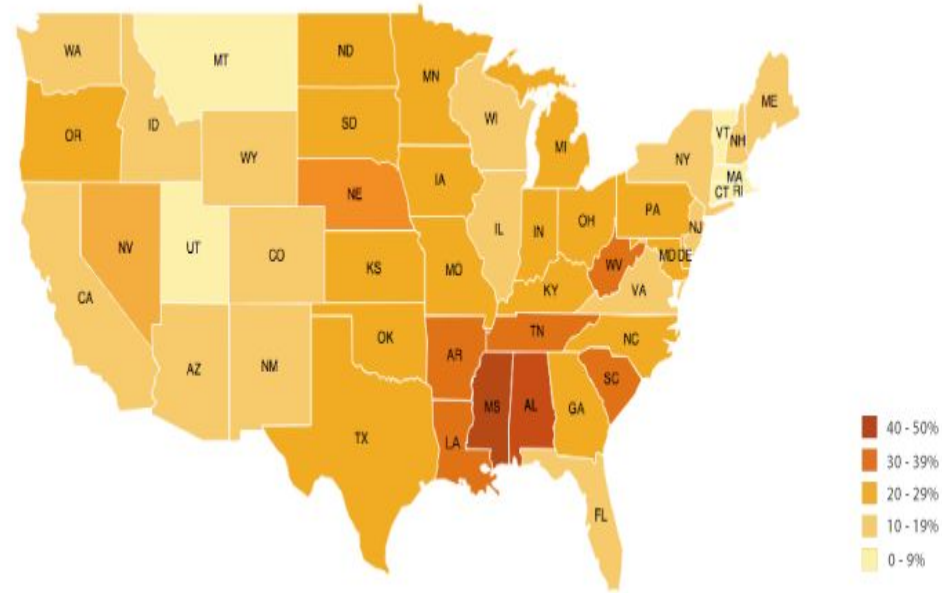 WA
MT
ND
MN
OR
ID
SD
WI
ME
VT
NH
WY
MI
NY
MA
CT RI
NE
IA
PA
NJ
NV
UT
CO
IL
IN
OH
MD DE
CA
KS
MO
WV
VA
KY
AZ
NM
OK
AR
TN
NC
TX
LA
MS
AL
GA
SC
FL
40 - 50%
30 - 39%
20 - 29%
10 - 19%
0 - 9%